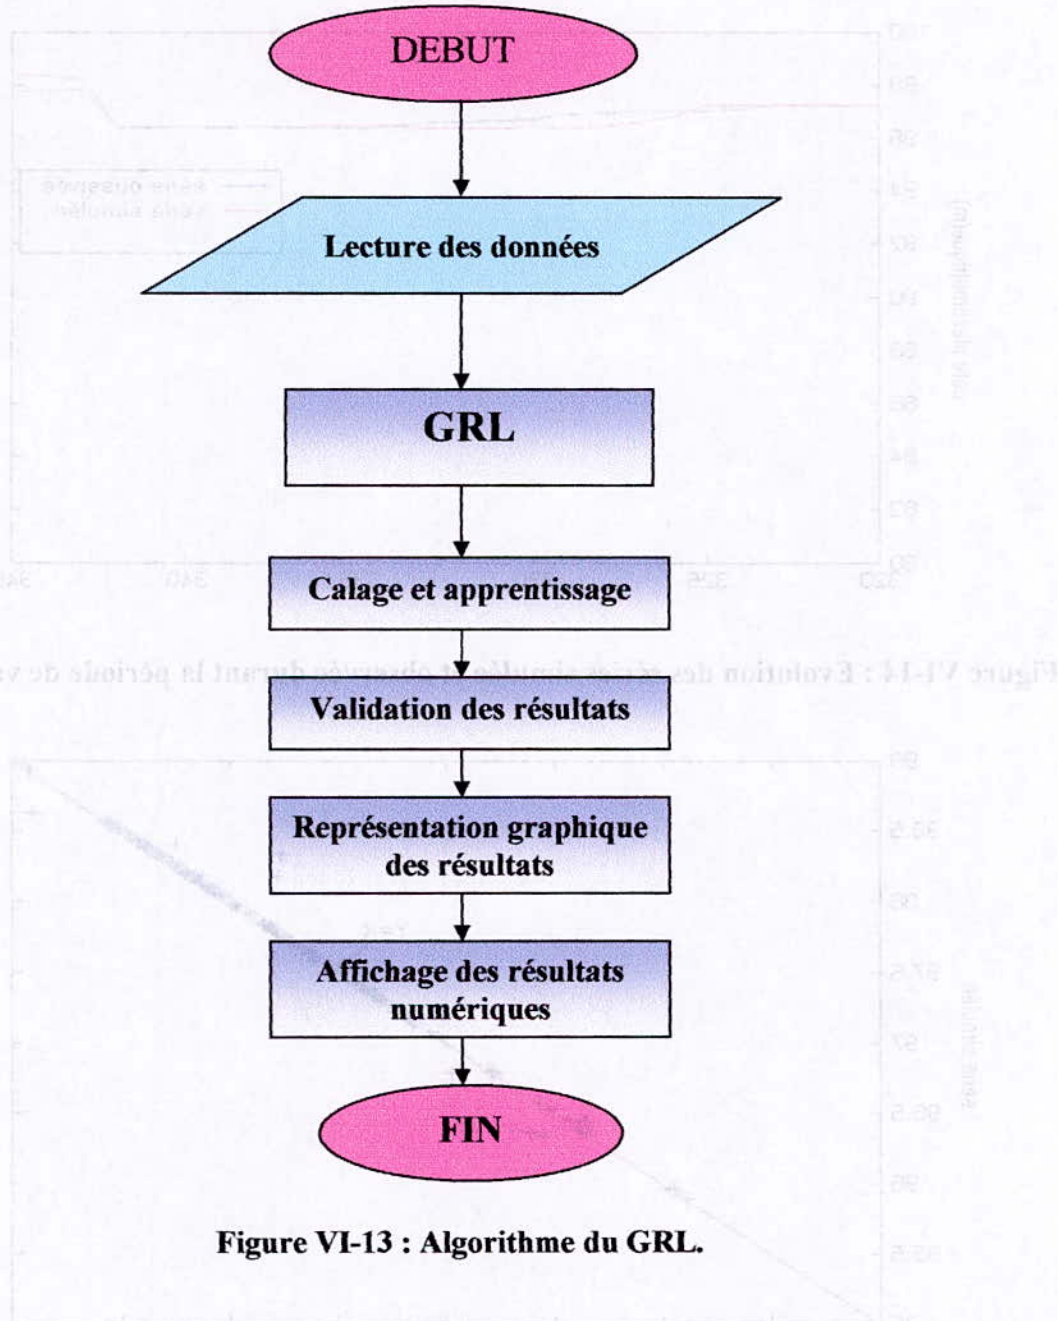 DEBUT
Lecture des données
GRL
Calage et apprentissage
Validation des résultats
Représentation graphique
des résultats
Affichage des résultats
numériques
FIN
Figure VI-13 : Algorithme du GRL.